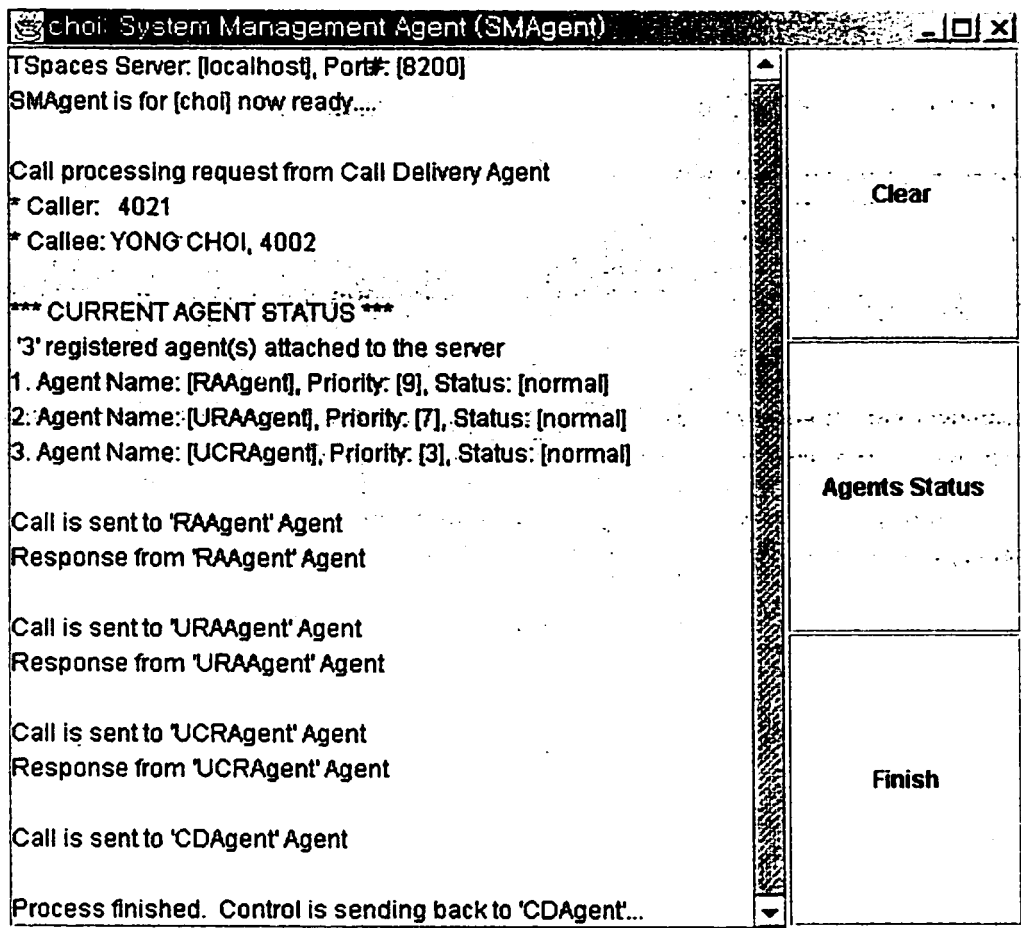 choi: System Management Agent (SMAgent)
TSpaces Server: [localhost], Port#: [8200]
SMAgent is for [choi] now ready....
Call processing request from Call Delivery Agent
* Caller: 4021
* Callee: YONG CHOI, 4002
*** CURRENT AGENT STATUS ***
'3' registered agent(s) attached to the server
1. Agent Name: [RAAgent], Priority: [9], Status: [normal]
2. Agent Name: [URAAgent], Priority: [7], Status: [normal]
3. Agent Name: [UCRAgent], Priority: [3], Status: [normal]
Call is sent to 'RAAgent' Agent
Response from 'RAAgent' Agent
Call is sent to 'URAAgent' Agent
Response from 'URAAgent' Agent
Call is sent to 'UCRAgent' Agent
Response from 'UCRAgent' Agent
Call is sent to 'CDAgent' Agent
Process finished. Control is sending back to 'CDAgent'...
Clear
Agents Status
Finish